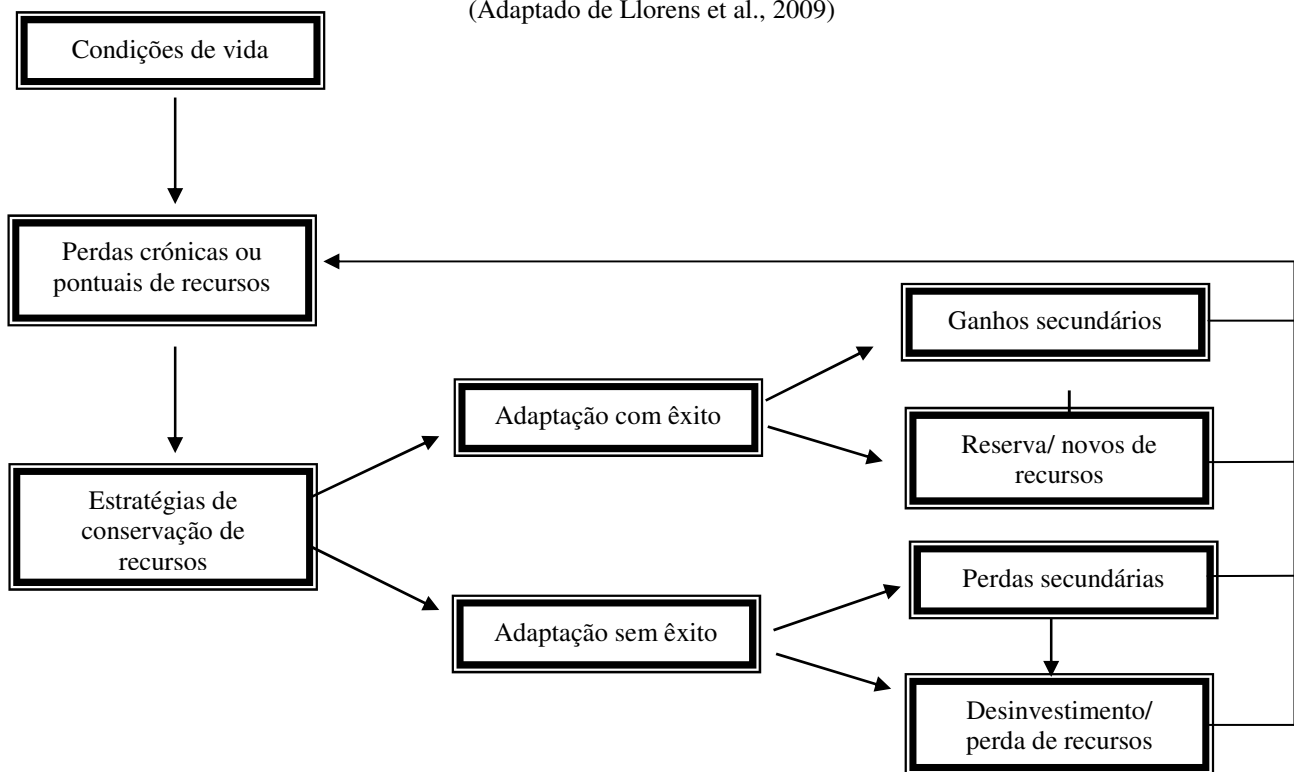 (Adaptado de Llorens et al., 2009)
Condições de vida
Perdas crónicas ou
pontuais de recursos
Ganhos secundários
Adaptação com êxito
Reserva/ novos de
recursos
Estratégias de
conservação de
recursos
Perdas secundárias
Adaptação sem êxito
Desinvestimento/
perda de recursos